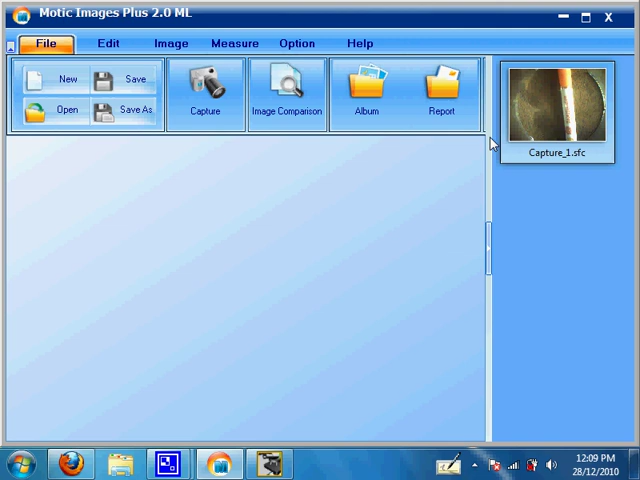 Motic Images Plus 2.0 ML
File Edit Image Measure Option Help
New Save
Open Save As
Capture Image Comparison Album Report
Capture_1.sfc
12:09 PM
28/12/2010